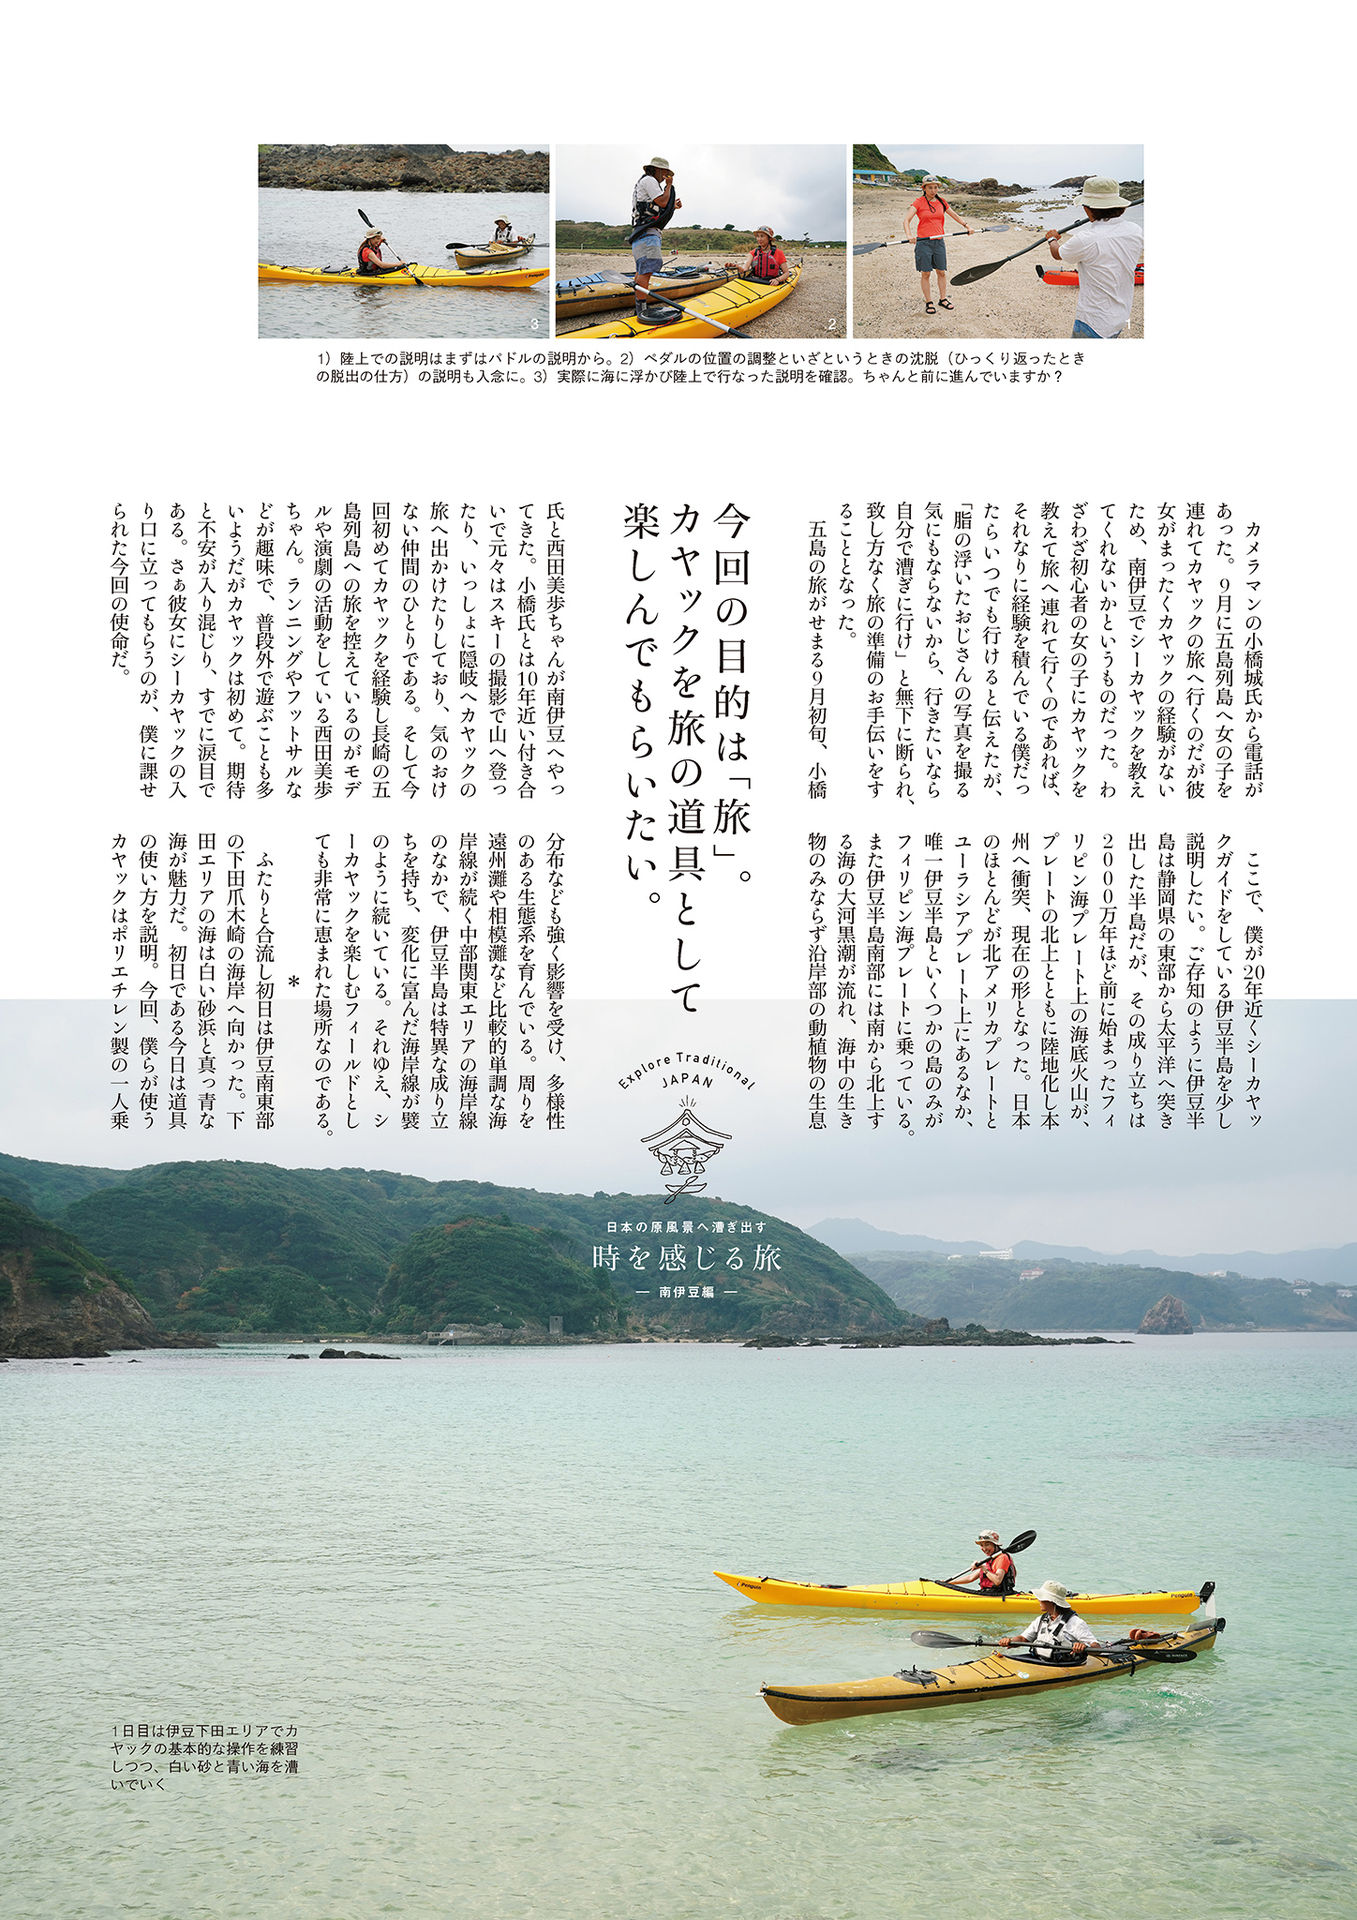 3
2
1
1）陸上での説明はまずはパドルの説明から。2）ペダルの位置の調整といざというときの沈脱（ひっくり返ったとき
の脱出の仕方）の説明も入念に。3）実際に海に浮かび陸上で行なった説明を確認。ちゃんと前に進んでいますか？
カメラマンの小橋城氏から電話が
あった。9月に五島列島へ女の子を
連れてカヤックの旅へ行くのだが彼
女がまったくカヤックの経験がない
ため、南伊豆でシーカヤックを教え
てくれないかというものだった。わ
ざわざ初心者の女の子にカヤックを
教えて旅へ連れて行くのであれば、
それなりに経験を積んでいる僕だっ
たらいつでも行けると伝えたが、
「脂の浮いたおじさんの写真を撮る
気にもならないから、行きたいなら
自分で漕ぎに行け」と無下に断られ、
致し方なく旅の準備のお手伝いをす
ることとなった。
五島の旅がせまる9月初旬、小橋
今回の目的は「旅」。
カヤックを旅の道具として
楽しんでもらいたい。
氏と西田美歩ちゃんが南伊豆へやっ
てきた。小橋氏とは10年近い付き合
いで元々はスキーの撮影で山へ登っ
たり、いっしょに隠岐へカヤックの
旅へ出かけたりしており、気のおけ
ない仲間のひとりである。そして今
回初めてカヤックを経験し長崎の五
島列島への旅を控えているのがモデ
ルや演劇の活動をしている西田美歩
ちゃん。ランニングやフットサルな
どが趣味で、普段外で遊ぶことも多
いようだがカヤックは初めて。期待
と不安が入り混じり、すでに涙目で
ある。さぁ彼女にシーカヤックの入
り口に立ってもらうのが、僕に課せ
られた今回の使命だ。
ここで、僕が20年近くシーカヤッ
クガイドをしている伊豆半島を少し
説明したい。ご存知のように伊豆半
島は静岡県の東部から太平洋へ突き
出した半島だが、その成り立ちは
2000万年ほど前に始まったフィ
リピン海プレート上の海底火山が、
プレートの北上とともに陸地化し本
州へ衝突、現在の形となった。日本
のほとんどが北アメリカプレートと
ユーラシアプレート上にあるなか、
唯一伊豆半島といくつかの島のみが
フィリピン海プレートに乗っている。
また伊豆半島南部には南から北上す
る海の大河黒潮が流れ、海中の生き
物のみならず沿岸部の動植物の生息
分布なども強く影響を受け、多様性
のある生態系を育んでいる。周りを
遠州灘や相模灘など比較的単調な海
岸線が続く中部関東エリアの海岸線
のなかで、伊豆半島は特異な成り立
ちを持ち、変化に富んだ海岸線が襞
のように続いている。それゆえ、シ
ーカヤックを楽しむフィールドとし
ても非常に恵まれた場所なのである。
＊
ふたりと合流し初日は伊豆南東部
の下田爪木崎の海岸へ向かった。下
田エリアの海は白い砂浜と真っ青な
海が魅力だ。初日である今日は道具
の使い方を説明。今回、僕らが使う
カヤックはポリエチレン製の一人乗
Explore Traditional
JAPAN
日本の原風景へ漕ぎ出す
時を感じる旅
― 南伊豆編 ―
Penguin
Penguin
1日目は伊豆下田エリアでカ
ヤックの基本的な操作を練習
しつつ、白い砂と青い海を漕
いでいく